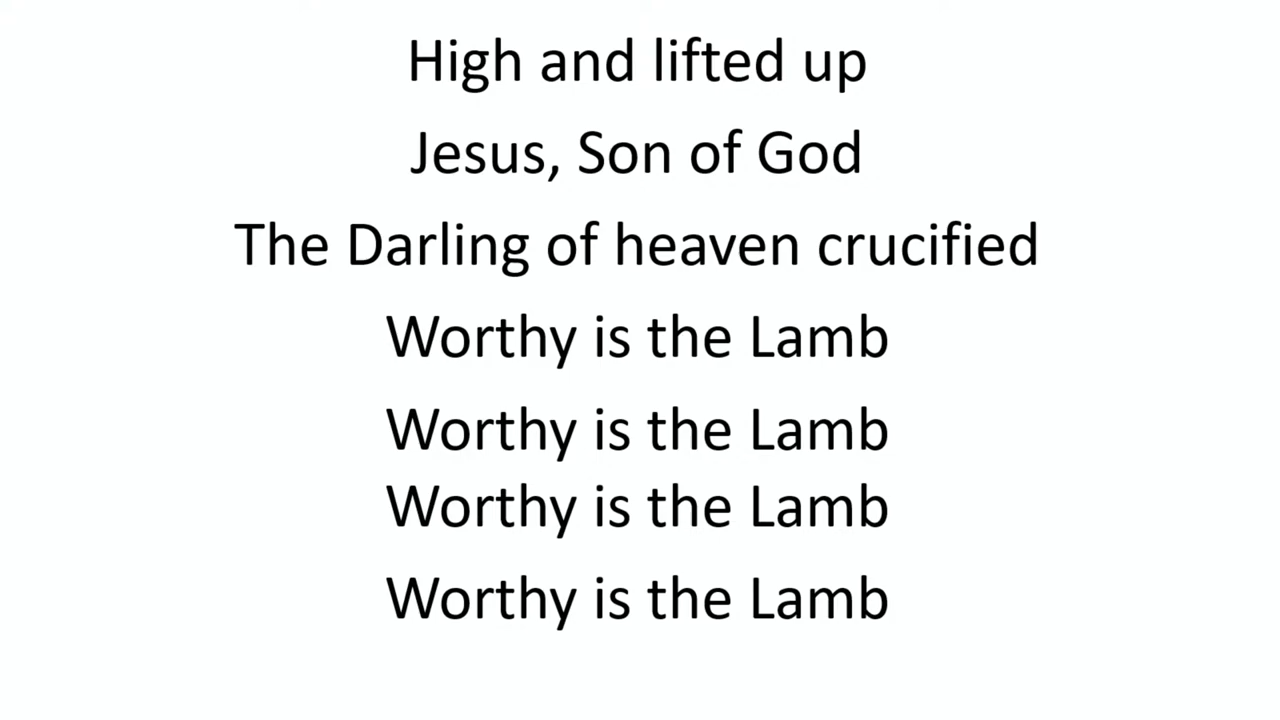 High and lifted up
Jesus, Son of God
The Darling of heaven crucified
Worthy is the Lamb
Worthy is the Lamb
Worthy is the Lamb
Worthy is the Lamb